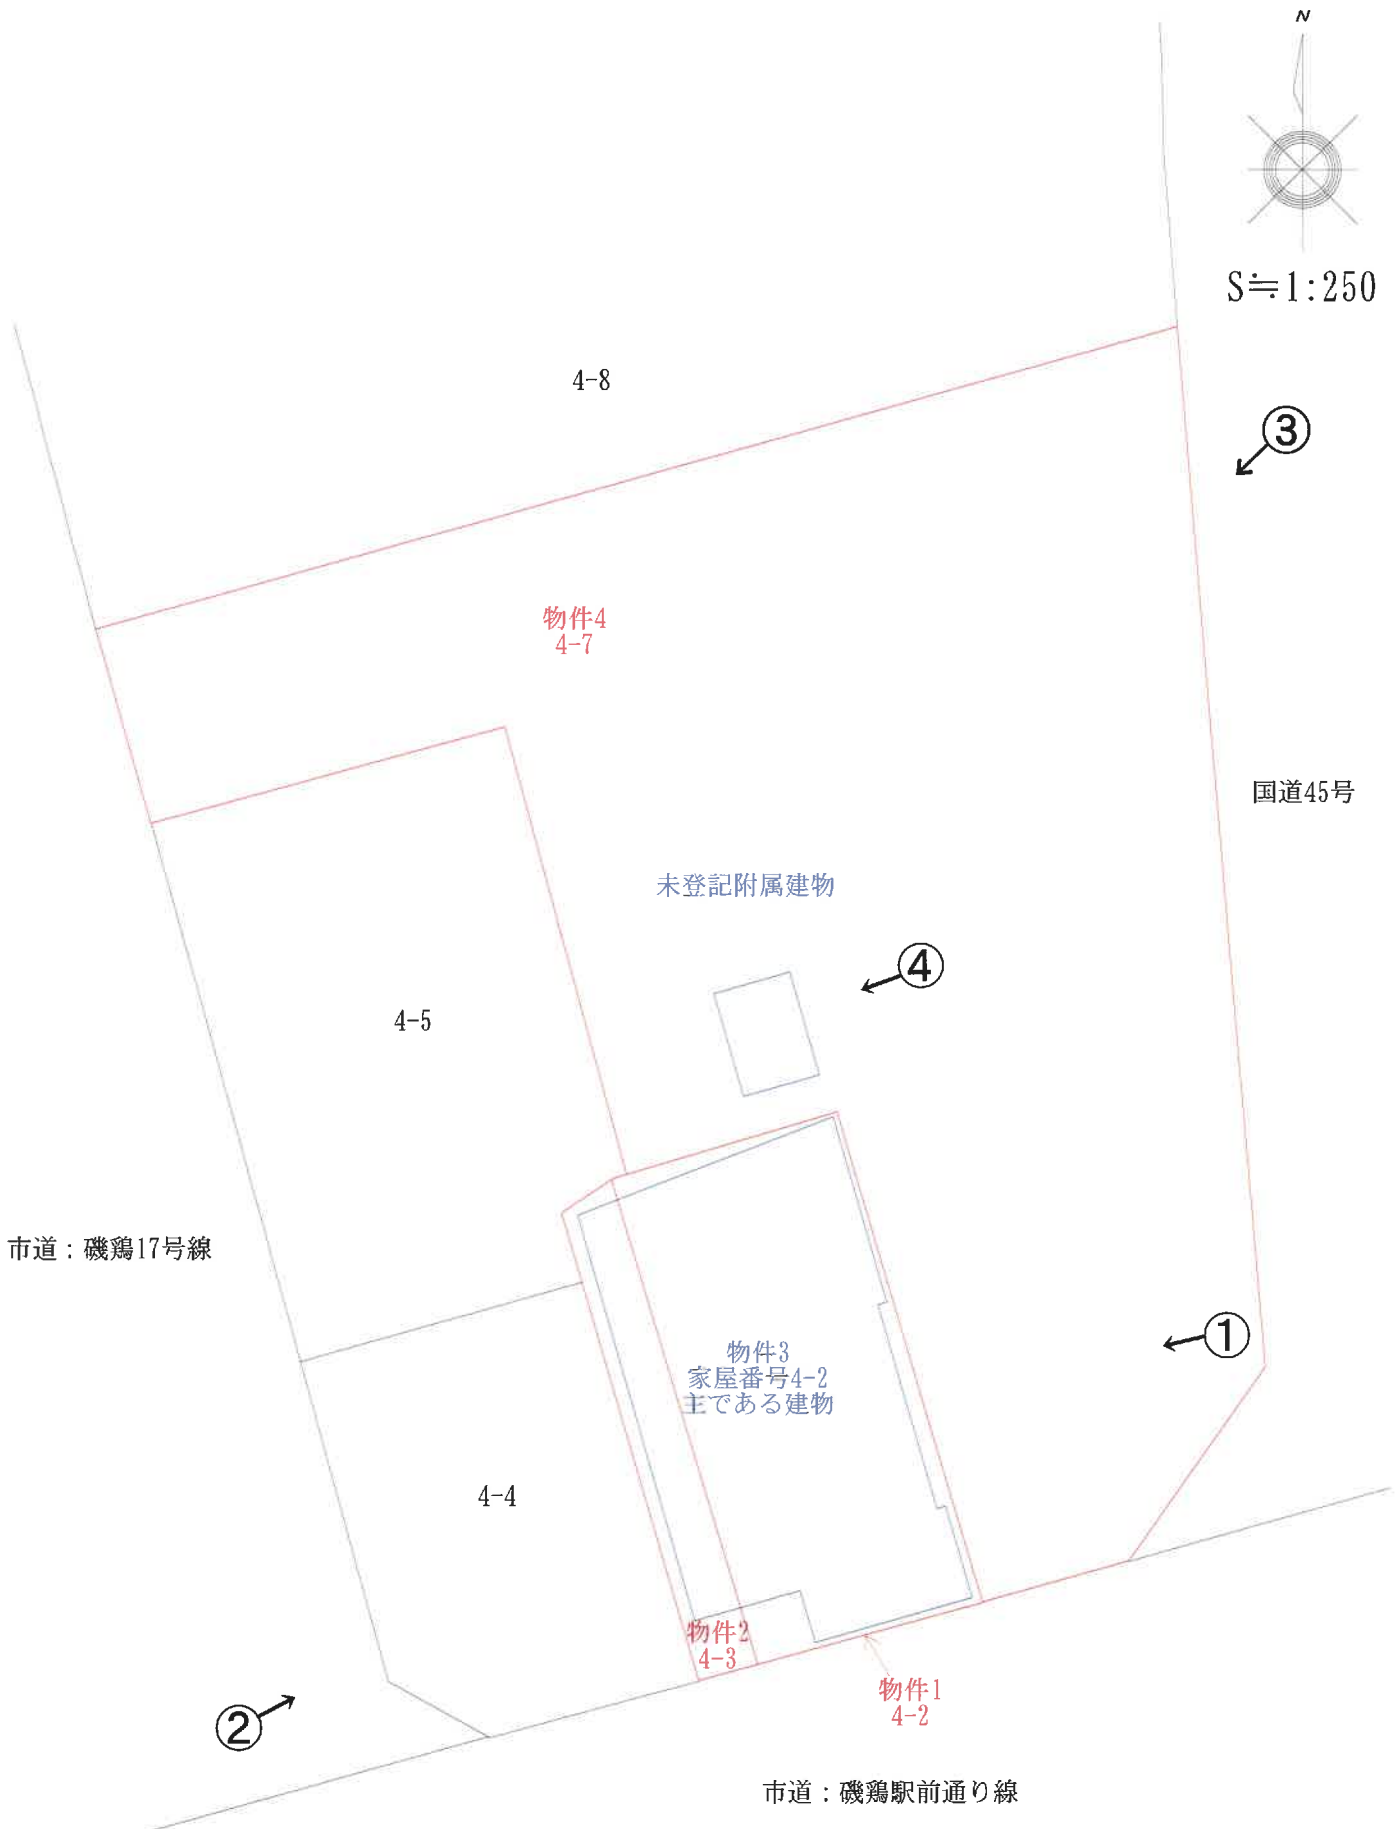 N
S≒1:250
4-8
③
物件4
4-7
国道45号
未登記附属建物
④
4-5
市道：磯鶏17号線
①
物件3
家屋番号4-2
主である建物
4-4
物件2
4-3
物件1
4-2
②
市道：磯鶏駅前通り線